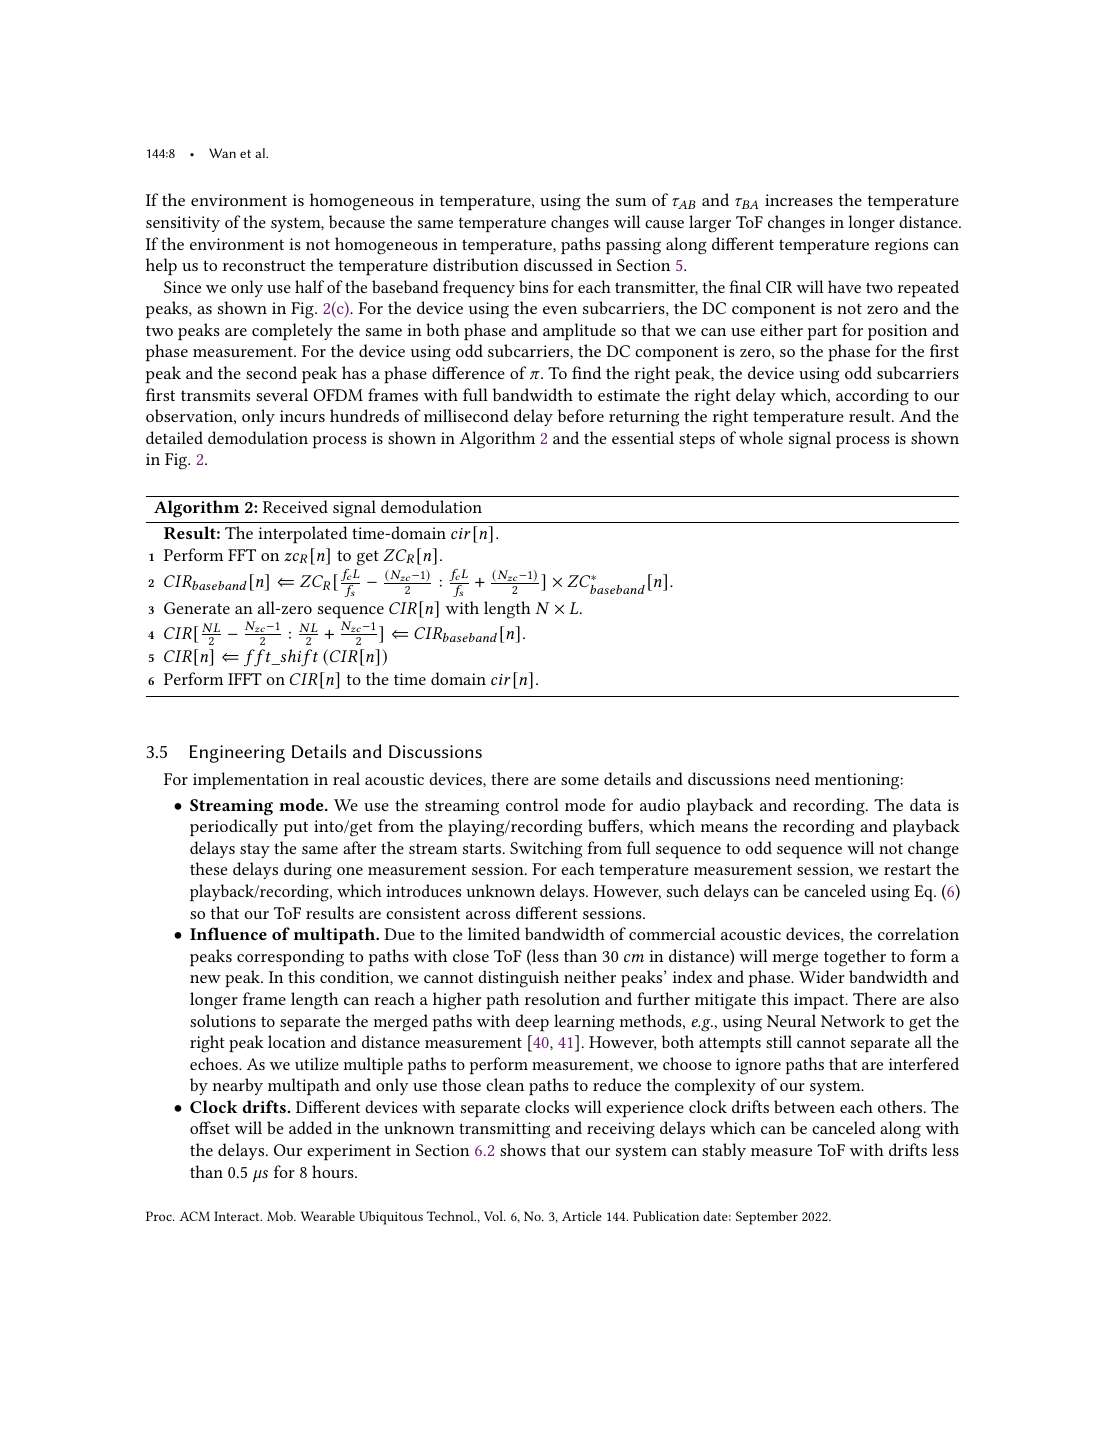 144:8 • Wan et al.
If the environment is homogeneous in temperature, using the sum of τ_AB and τ_BA increases the temperature
sensitivity of the system, because the same temperature changes will cause larger ToF changes in longer distance.
If the environment is not homogeneous in temperature, paths passing along different temperature regions can
help us to reconstruct the temperature distribution discussed in Section 5.
Since we only use half of the baseband frequency bins for each transmitter, the final CIR will have two repeated
peaks, as shown in Fig. 2(c). For the device using the even subcarriers, the DC component is not zero and the
two peaks are completely the same in both phase and amplitude so that we can use either part for position and
phase measurement. For the device using odd subcarriers, the DC component is zero, so the phase for the first
peak and the second peak has a phase difference of π. To find the right peak, the device using odd subcarriers
first transmits several OFDM frames with full bandwidth to estimate the right delay which, according to our
observation, only incurs hundreds of millisecond delay before returning the right temperature result. And the
detailed demodulation process is shown in Algorithm 2 and the essential steps of whole signal process is shown
in Fig. 2.
Algorithm 2: Received signal demodulation
Result: The interpolated time-domain cir[n].
1 Perform FFT on zc_R[n] to get ZC_R[n].
2 CIR_baseband[n] ⇐ ZC_R[f_cL/f_s − (N_zc−1)/2 : f_cL/f_s + (N_zc−1)/2] × ZC*_baseband[n].
3 Generate an all-zero sequence CIR[n] with length N × L.
4 CIR[NL/2 − N_zc−1/2 : NL/2 + N_zc−1/2] ⇐ CIR_baseband[n].
5 CIR[n] ⇐ fft_shift (CIR[n])
6 Perform IFFT on CIR[n] to the time domain cir[n].
3.5 Engineering Details and Discussions
For implementation in real acoustic devices, there are some details and discussions need mentioning:
• Streaming mode. We use the streaming control mode for audio playback and recording. The data is
periodically put into/get from the playing/recording buffers, which means the recording and playback
delays stay the same after the stream starts. Switching from full sequence to odd sequence will not change
these delays during one measurement session. For each temperature measurement session, we restart the
playback/recording, which introduces unknown delays. However, such delays can be canceled using Eq. (6)
so that our ToF results are consistent across different sessions.
• Influence of multipath. Due to the limited bandwidth of commercial acoustic devices, the correlation
peaks corresponding to paths with close ToF (less than 30 cm in distance) will merge together to form a
new peak. In this condition, we cannot distinguish neither peaks' index and phase. Wider bandwidth and
longer frame length can reach a higher path resolution and further mitigate this impact. There are also
solutions to separate the merged paths with deep learning methods, e.g., using Neural Network to get the
right peak location and distance measurement [40, 41]. However, both attempts still cannot separate all the
echoes. As we utilize multiple paths to perform measurement, we choose to ignore paths that are interfered
by nearby multipath and only use those clean paths to reduce the complexity of our system.
• Clock drifts. Different devices with separate clocks will experience clock drifts between each others. The
offset will be added in the unknown transmitting and receiving delays which can be canceled along with
the delays. Our experiment in Section 6.2 shows that our system can stably measure ToF with drifts less
than 0.5 μs for 8 hours.
Proc. ACM Interact. Mob. Wearable Ubiquitous Technol., Vol. 6, No. 3, Article 144. Publication date: September 2022.